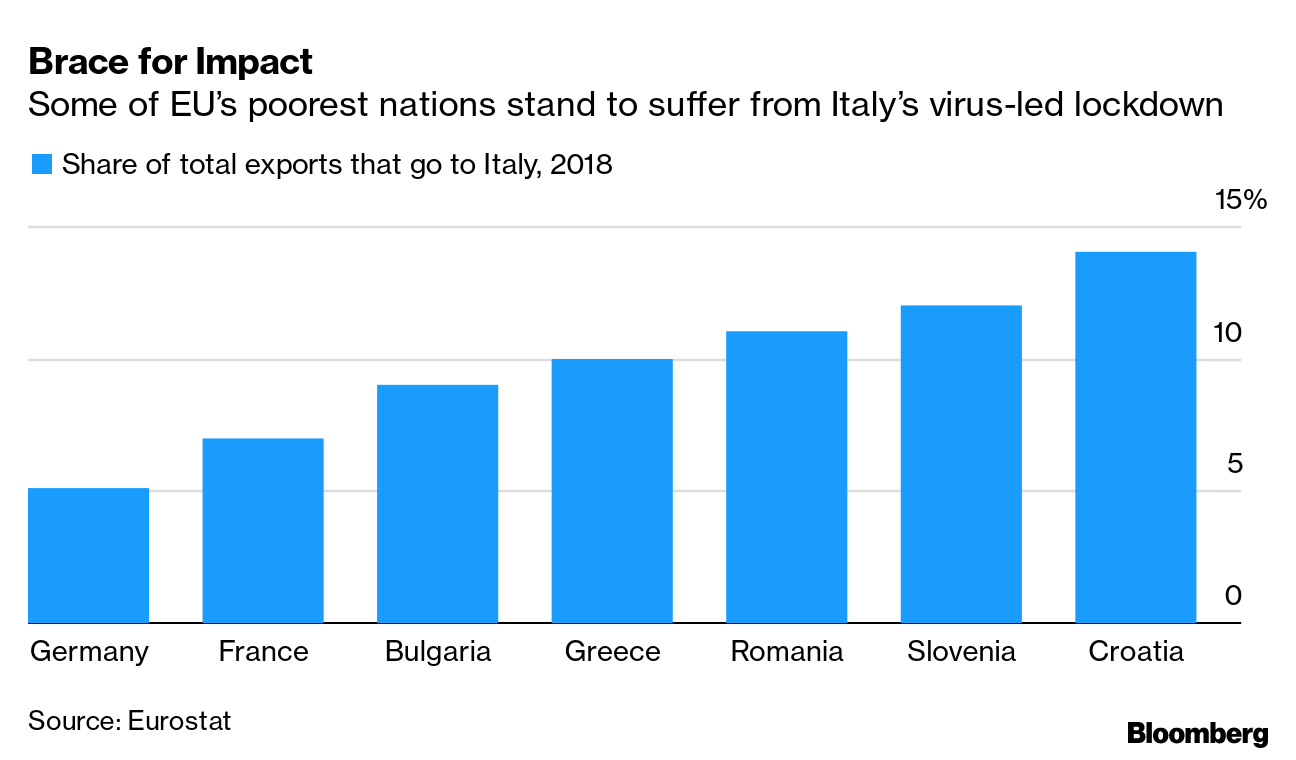 Brace for Impact
Some of EU’s poorest nations stand to suffer from Italy’s virus-led lockdown
Share of total exports that go to Italy, 2018
15%
10
5
0
Germany France Bulgaria Greece Romania Slovenia Croatia
Source: Eurostat
Bloomberg